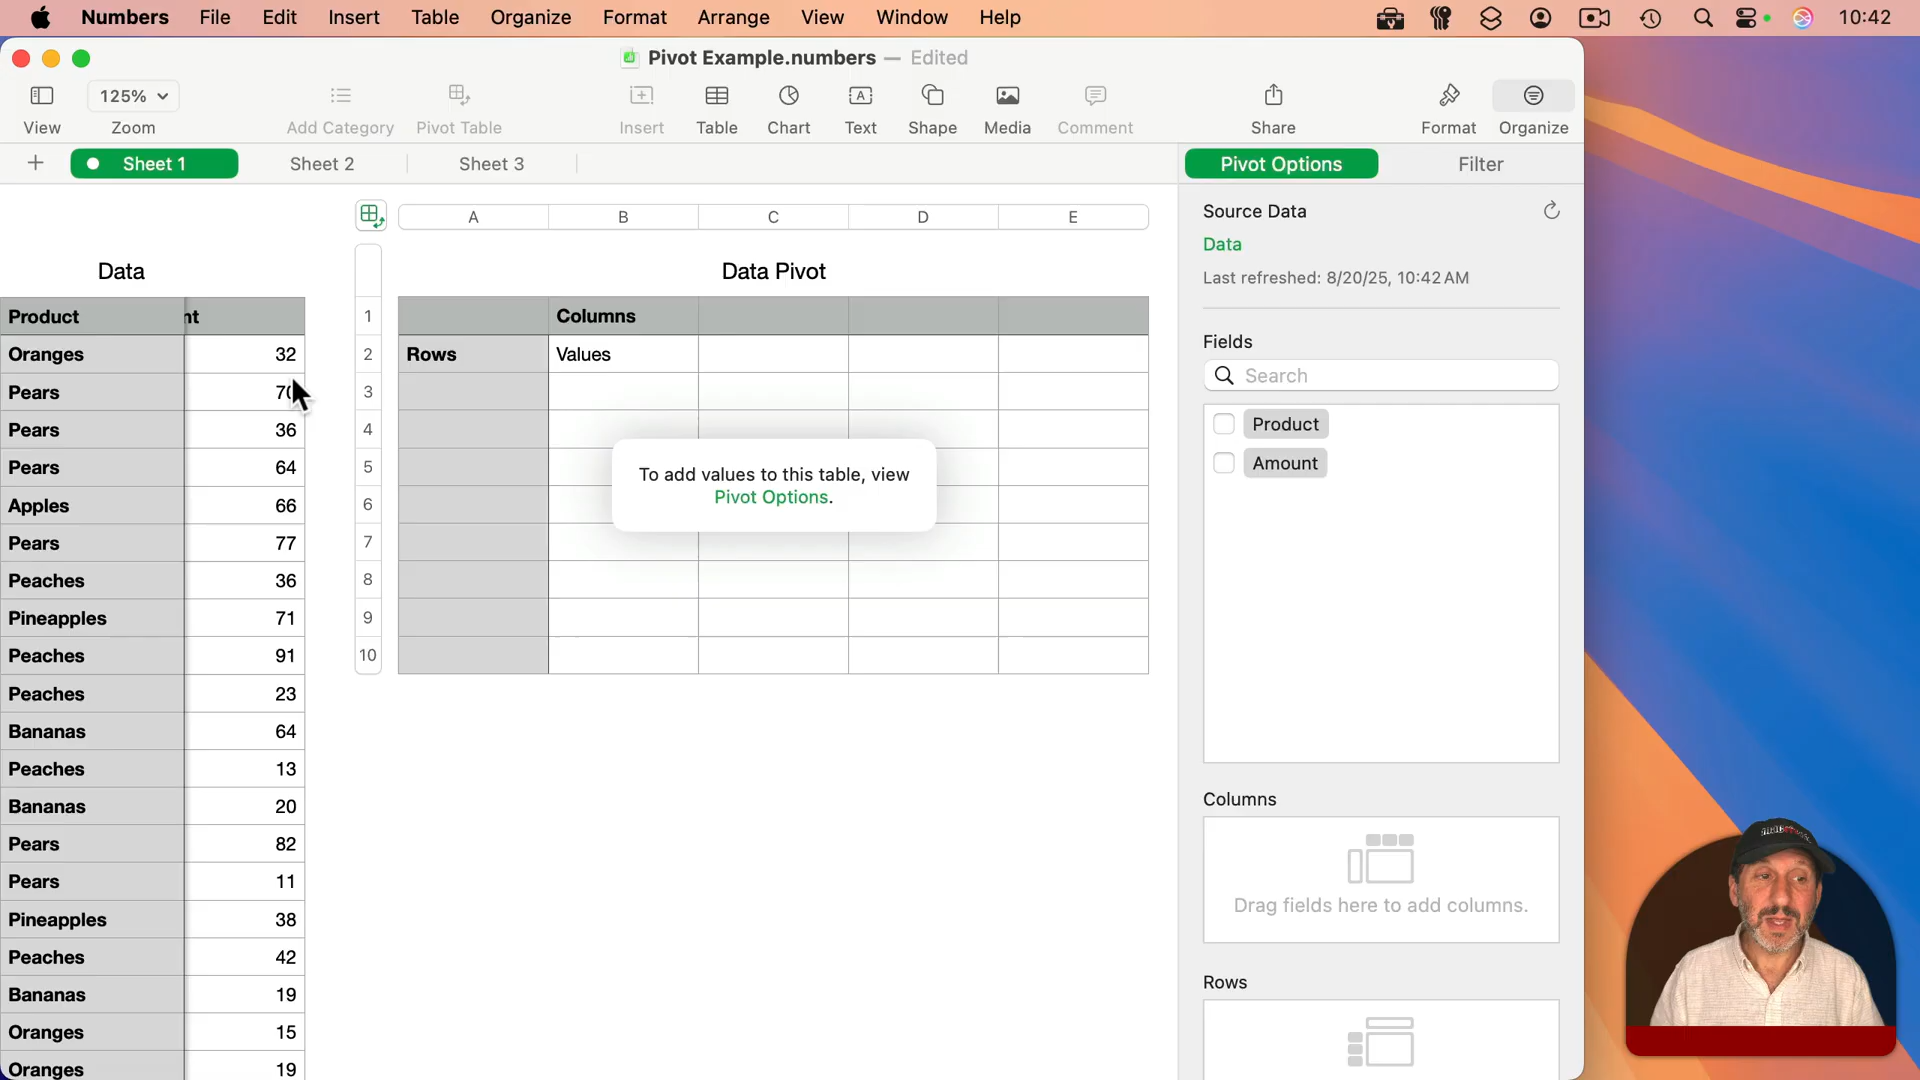 Numbers File Edit Insert Table Organize Format Arrange View Window Help 10:42
Pivot Example.numbers — Edited
125%
View Zoom Add Category Pivot Table Insert Table Chart Text Shape Media Comment Share Format Organize
+ Sheet 1 Sheet 2 Sheet 3 Pivot Options Filter
A B C D E
Source Data
Data
Last refreshed: 8/20/25, 10:42 AM
Data
Data Pivot
Product nt
Oranges 32
Pears 70
Pears 36
Pears 64
Apples 66
Pears 77
Peaches 36
Pineapples 71
Peaches 91
Peaches 23
Bananas 64
Peaches 13
Bananas 20
Pears 82
Pears 11
Pineapples 38
Peaches 42
Bananas 19
Oranges 15
Oranges 19
1 Columns
2 Rows Values
3
4
5
6
7
8
9
10
To add values to this table, view
Pivot Options.
Fields
Search
Product
Amount
Columns
Drag fields here to add columns.
Rows